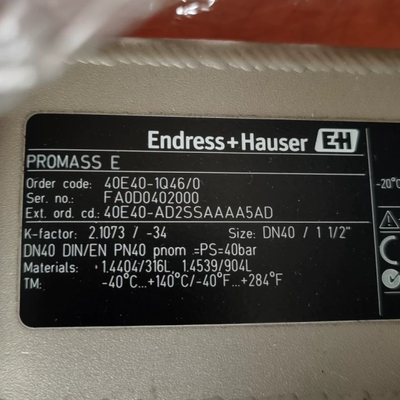 Endress+Hauser EH
PROMASS E
Order code: 40E40-1Q46/0
Ser. no.: FA0D0402000
Ext. ord. cd.: 40E40-AD2SSAAAA5AD
K-factor: 2.1073 / -34 Size: DN40 / 1 1/2"
DN40 DIN/EN PN40 pnom =PS=40bar
Materials: 1.4404/316L, 1.4539/904L
TM: -40°C...+140°C/-40°F...+284°F
-20°C